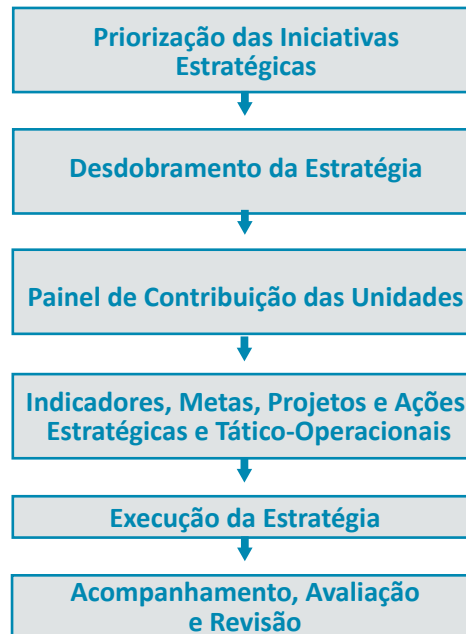 Priorização das Iniciativas
Estratégicas
Desdobramento da Estratégia
Painel de Contribuição das Unidades
Indicadores, Metas, Projetos e Ações
Estratégicas e Tático-Operacionais
Execução da Estratégia
Acompanhamento, Avaliação
e Revisão